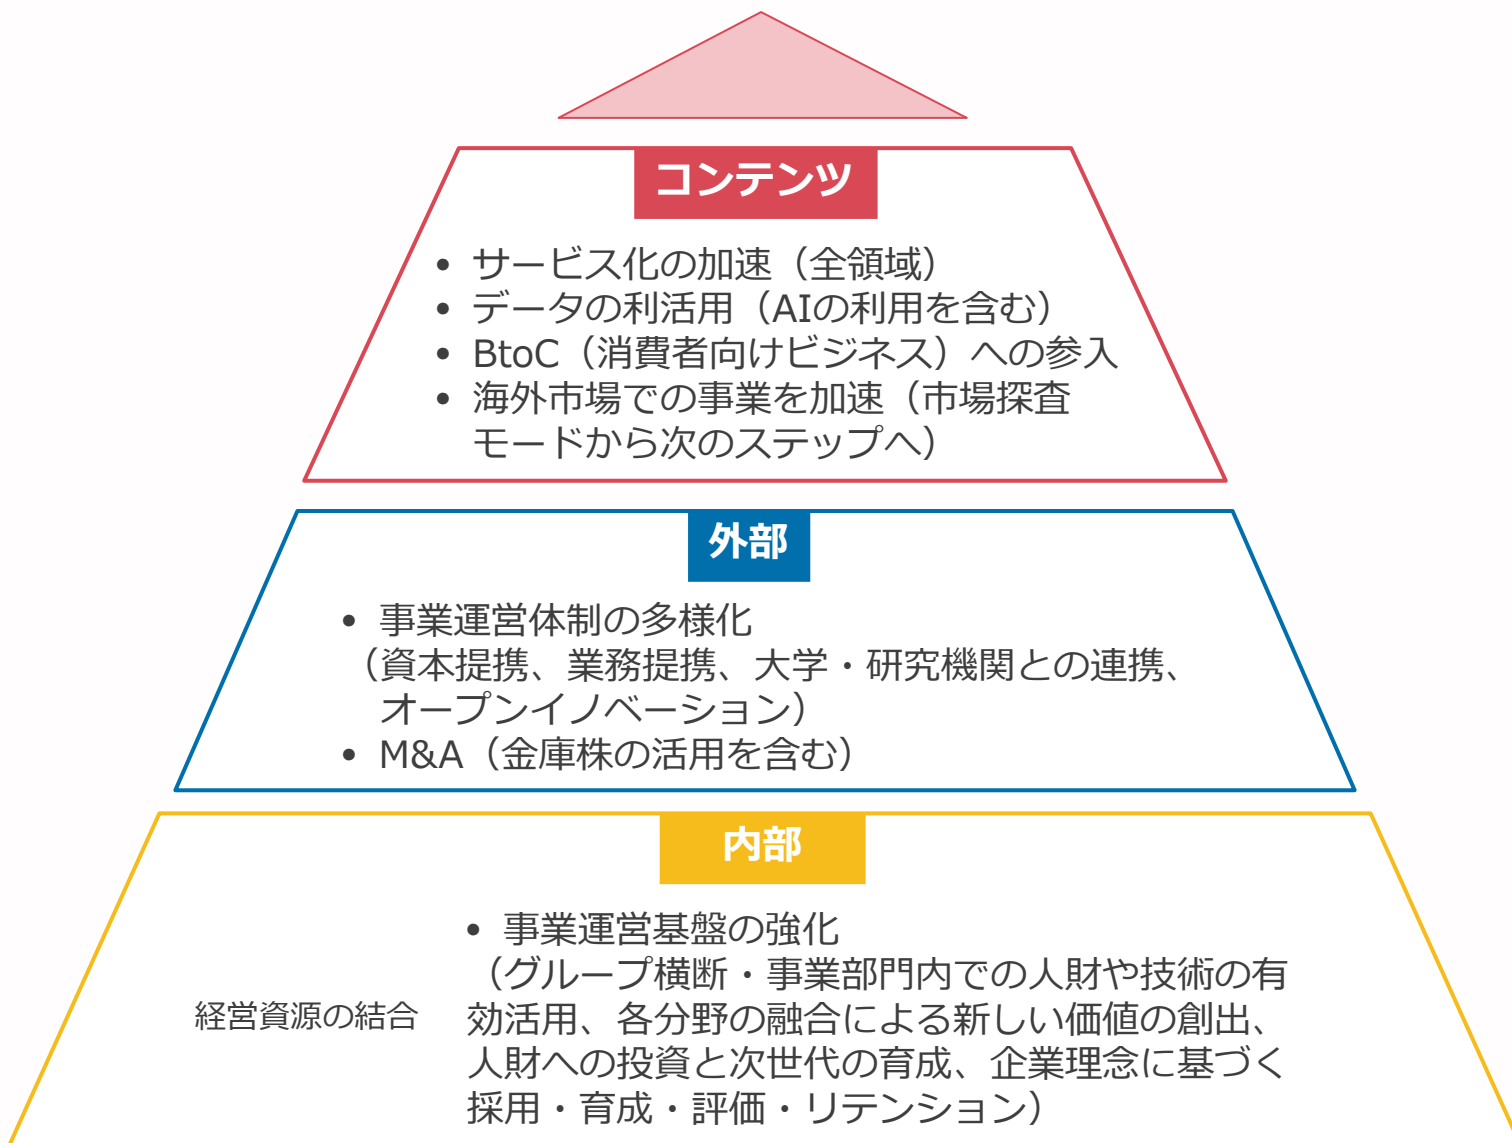 コンテンツ
• サービス化の加速（全領域）
• データの利活用（AIの利用を含む）
• BtoC（消費者向けビジネス）への参入
• 海外市場での事業を加速（市場探査
モードから次のステップへ）
外部
• 事業運営体制の多様化
（資本提携、業務提携、大学・研究機関との連携、
オープンイノベーション）
• M&A（金庫株の活用を含む）
内部
経営資源の結合
• 事業運営基盤の強化
（グループ横断・事業部門内での人財や技術の有
効活用、各分野の融合による新しい価値の創出、
人財への投資と次世代の育成、企業理念に基づく
採用・育成・評価・リテンション）